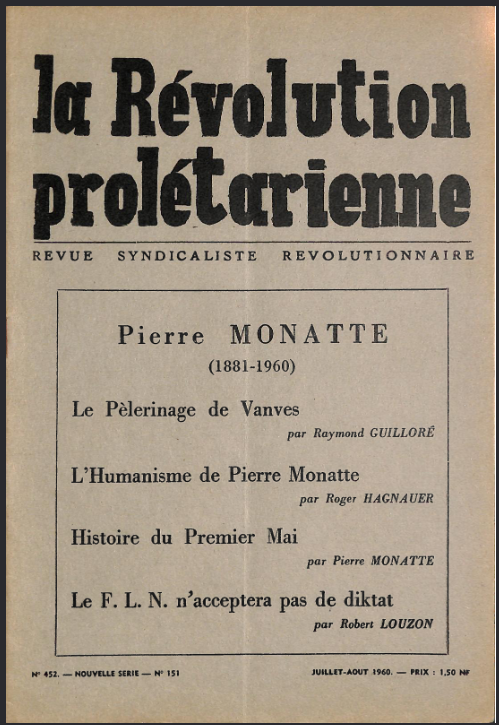 la Révolution
prolétarienne
REVUE SYNDICALISTE REVOLUTIONNAIRE
Pierre MONATTE
(1881-1960)
Le Pèlerinage de Vanves
par Raymond GUILLORÉ
L'Humanisme de Pierre Monatte
par Roger HAGNAUER
Histoire du Premier Mai
par Pierre MONATTE
Le F. L. N. n'acceptera pas de diktat
par Robert LOUZON
N° 452. — NOUVELLE SERIE — N° 151
JUILLET-AOUT 1960. — PRIX : 1,50 NF